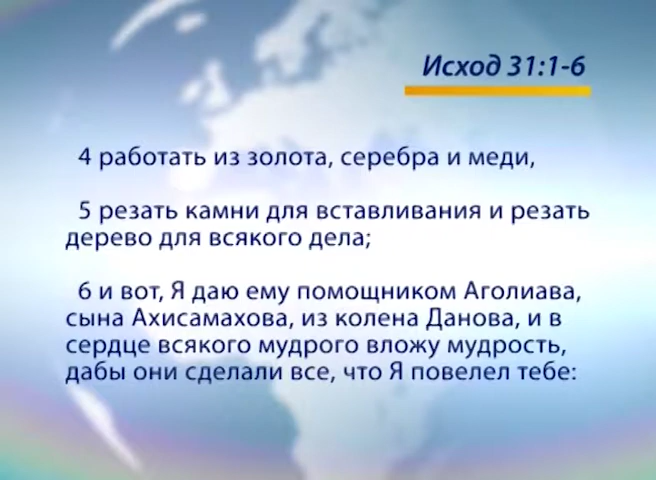 Исход 31:1-6
4 работать из золота, серебра и меди,
5 резать камни для вставливания и резать
дерево для всякого дела;
6 и вот, Я даю ему помощником Аголиава,
сына Ахисамахова, из колена Данова, и в
сердце всякого мудрого вложу мудрость,
дабы они сделали все, что Я повелел тебе: